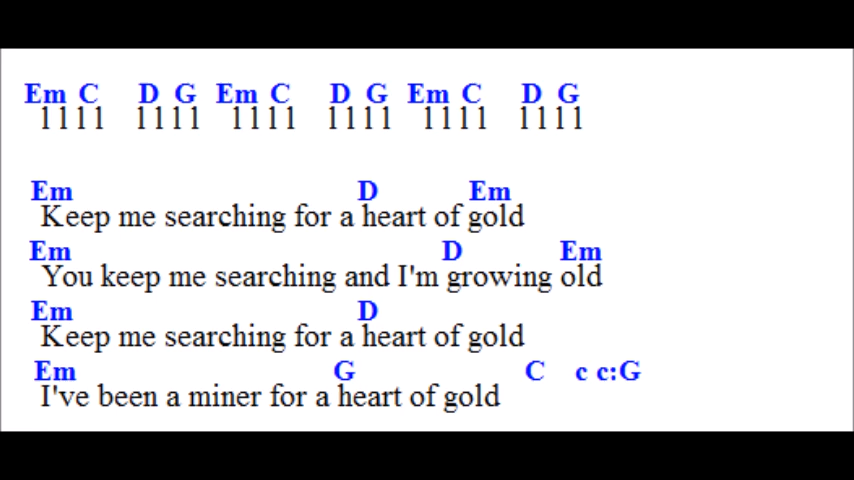 Em C D G Em C D G Em C D G
1111 1111 1111 1111 1111 1111
Em D Em
Keep me searching for a heart of gold
Em D Em
You keep me searching and I'm growing old
Em D
Keep me searching for a heart of gold
Em G C c c:G
I've been a miner for a heart of gold